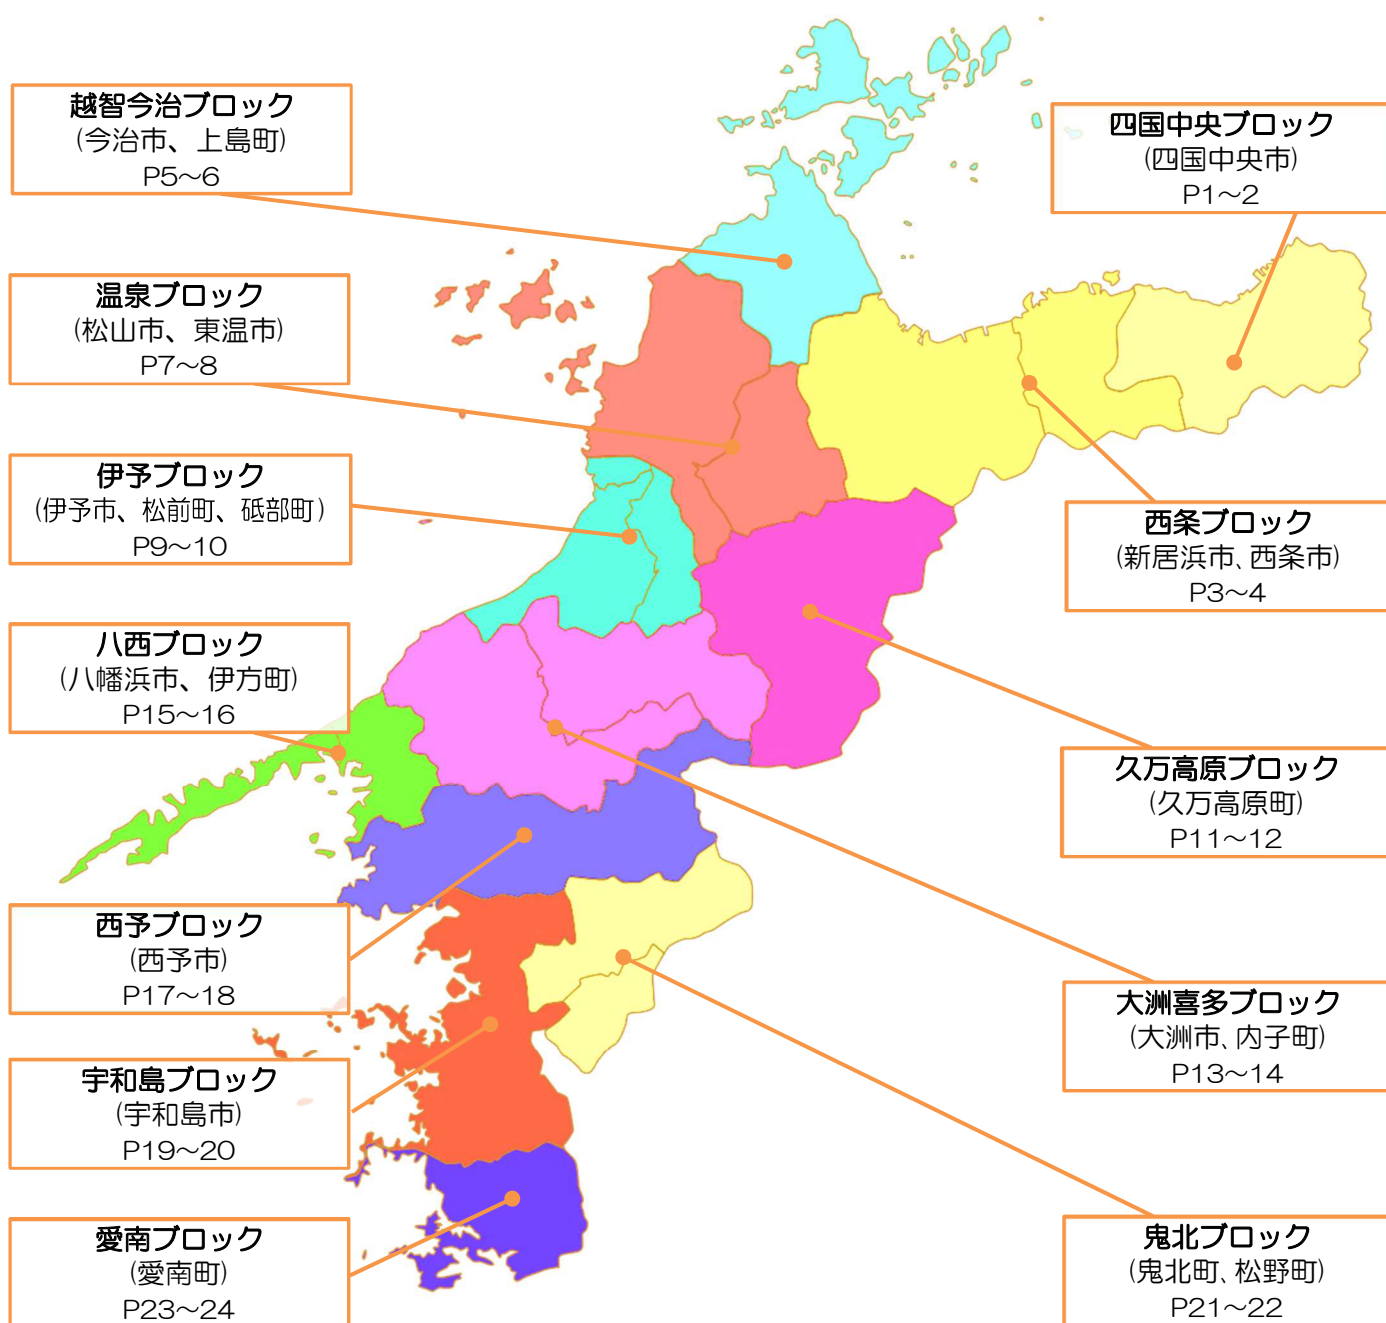 越智今治ブロック
(今治市、上島町)
P5～6
四国中央ブロック
(四国中央市)
P1～2
温泉ブロック
(松山市、東温市)
P7～8
伊予ブロック
(伊予市、松前町、砥部町)
P9～10
西条ブロック
(新居浜市、西条市)
P3～4
八西ブロック
(八幡浜市、伊方町)
P15～16
久万高原ブロック
(久万高原町)
P11～12
西予ブロック
(西予市)
P17～18
大洲喜多ブロック
(大洲市、内子町)
P13～14
宇和島ブロック
(宇和島市)
P19～20
愛南ブロック
(愛南町)
P23～24
鬼北ブロック
(鬼北町、松野町)
P21～22